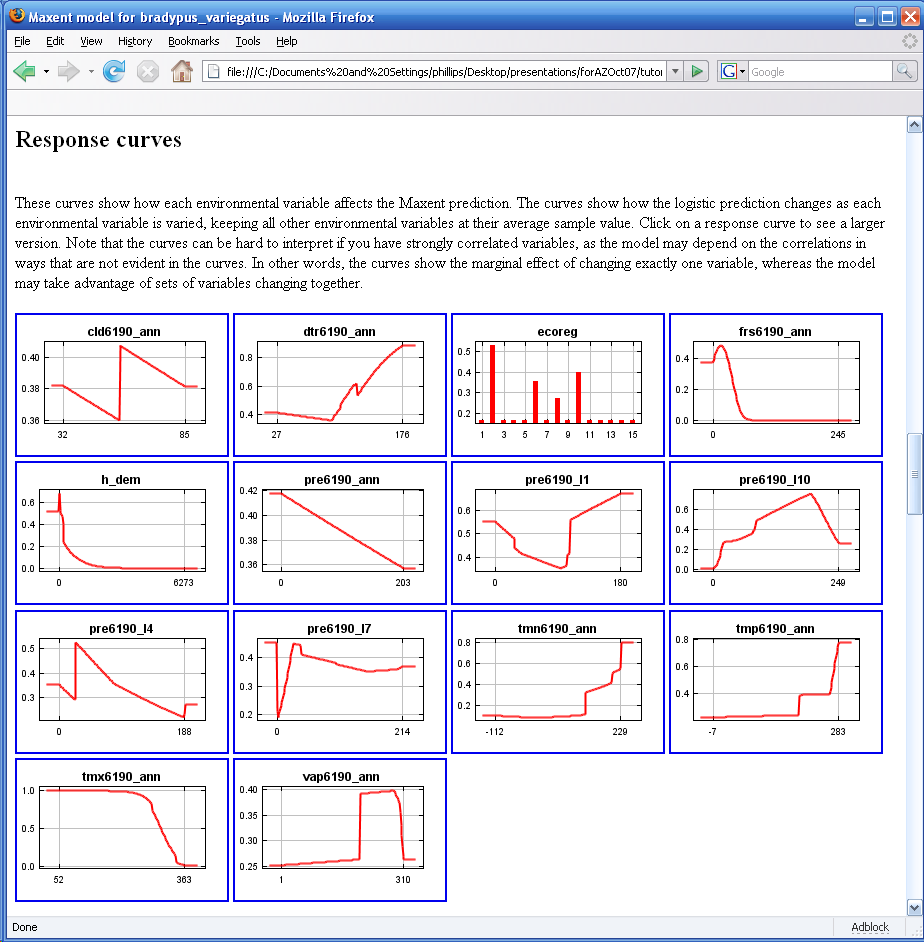 Maxent model for bradypus_variegatus - Mozilla Firefox
File Edit View History Bookmarks Tools Help
file:///C:/Documents%20and%20Settings/phillips/Desktop/presentations/forAZOct07/tutor
G Google
Response curves
These curves show how each environmental variable affects the Maxent prediction. The curves show how the logistic prediction changes as each
environmental variable is varied, keeping all other environmental variables at their average sample value. Click on a response curve to see a larger
version. Note that the curves can be hard to interpret if you have strongly correlated variables, as the model may depend on the correlations in
ways that are not evident in the curves. In other words, the curves show the marginal effect of changing exactly one variable, whereas the model
may take advantage of sets of variables changing together.
cld6190_ann
0.40
0.38
0.36
32 85
dtr6190_ann
0.8
0.6
0.4
27 176
ecoreg
0.5
0.4
0.3
0.2
1 3 5 7 9 11 13 15
frs6190_ann
0.4
0.2
0.0
0 245
h_dem
0.6
0.4
0.2
0.0
0 6273
pre6190_ann
0.42
0.40
0.38
0.36
0 203
pre6190_l1
0.6
0.5
0.4
0 180
pre6190_l10
0.6
0.4
0.2
0.0
0 249
pre6190_l4
0.5
0.4
0.3
0 188
pre6190_l7
0.4
0.3
0.2
0 214
tmn6190_ann
0.8
0.6
0.4
0.2
-112 229
tmp6190_ann
0.8
0.6
0.4
-7 283
tmx6190_ann
1.0
0.5
0.0
52 363
vap6190_ann
0.40
0.35
0.30
0.25
1 310
Done Adblock